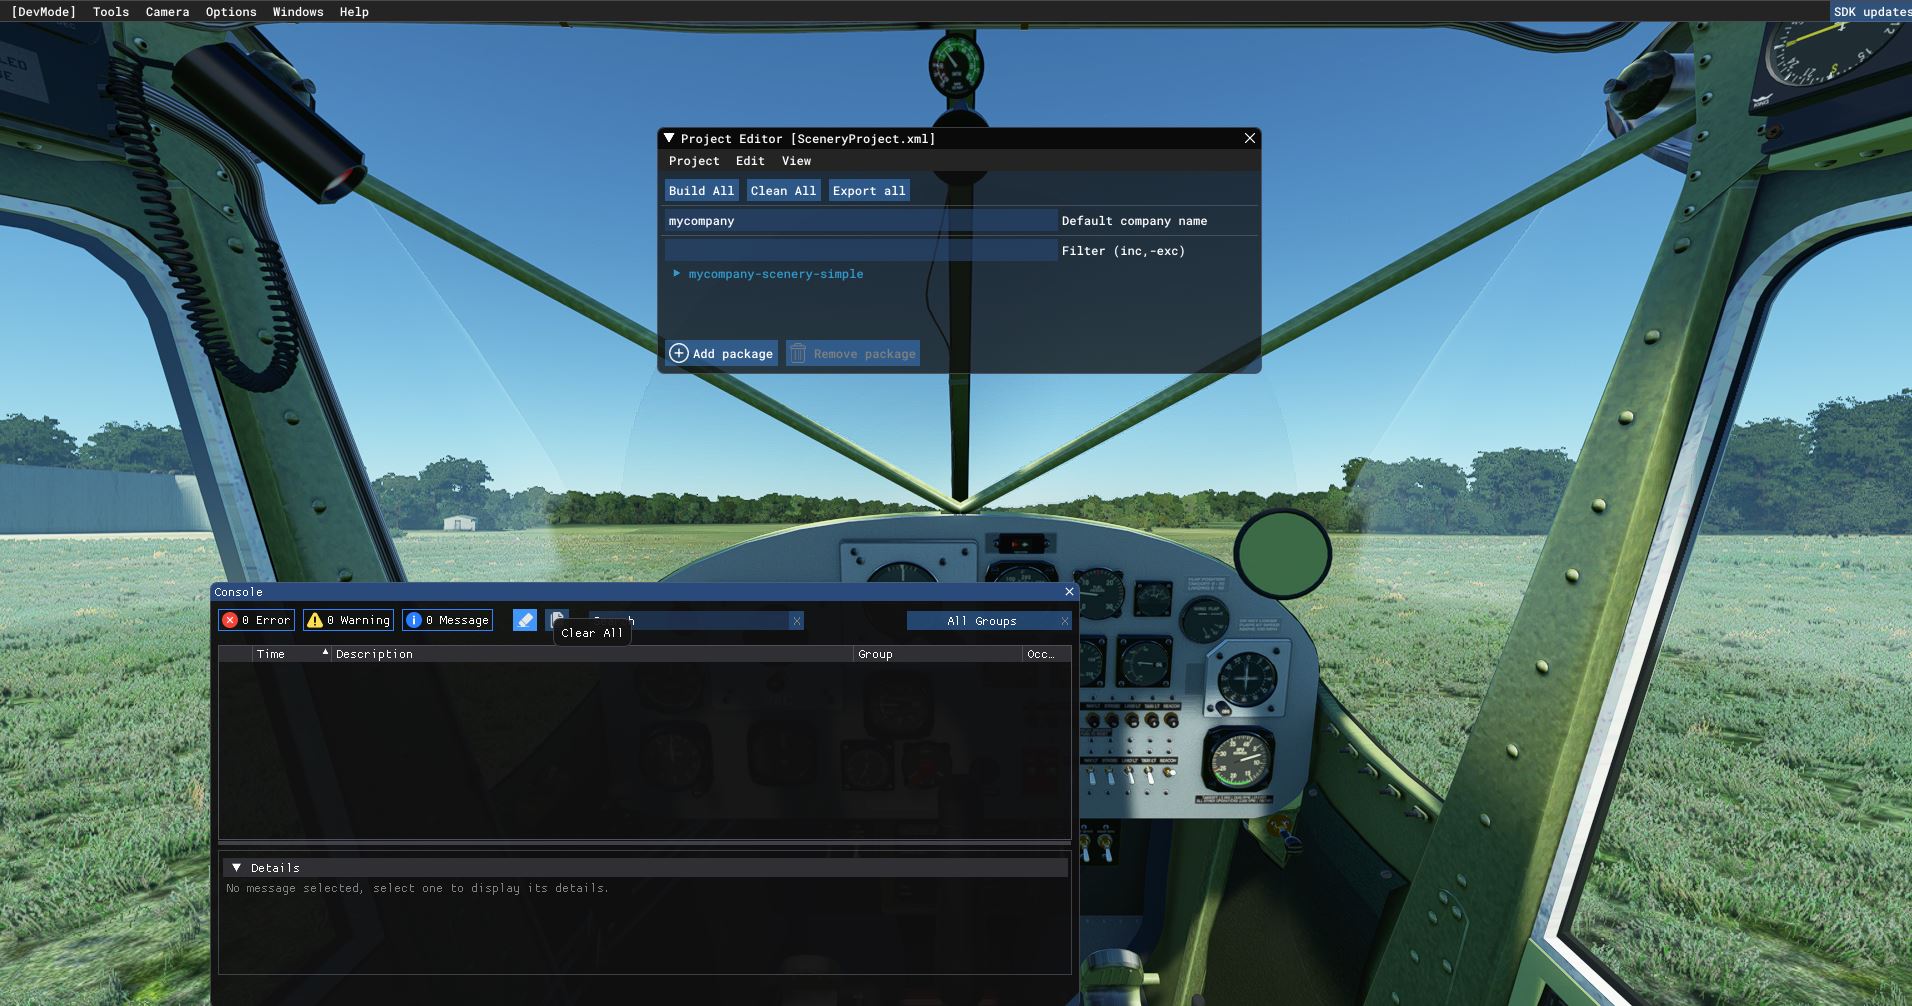 [DevMode] Tools Camera Options Windows Help SDK updates
Project Editor [SceneryProject.xml]
Project Edit View
Build All Clean All Export all
mycompany Default company name
Filter (inc,-exc)
mycompany-scenery-simple
Add package Remove package
Console
0 Error 0 Warning 0 Message All Groups X
Clear All
Time Description Group Occ…
Details
No message selected, select one to display its details.